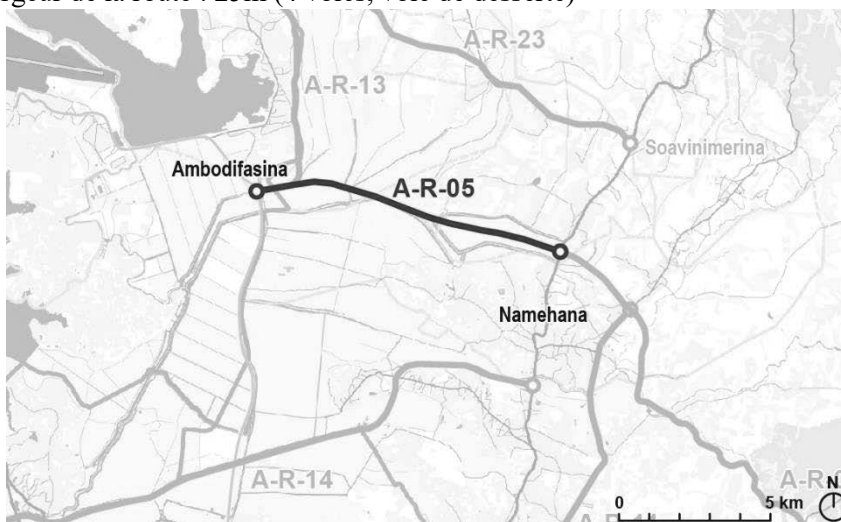 A-R-23
A-R-13
Soavinimerina
Ambodifasina
A-R-05
Namehana
A-R-14
N
0
5 km